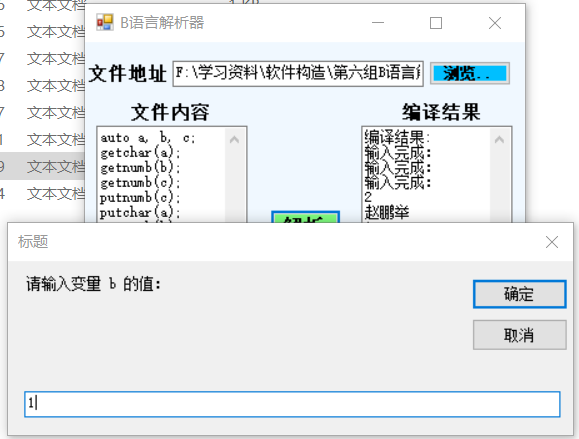 文本文档
B语言解析器
文本文档
文件地址 F:\学习资料\软件构造\第六组B语言 浏览..
文本文档
文件内容 编译结果
文本文档
auto a, b, c;
getchar(a);
getnumb(b);
getnumb(c);
putnumb(c);
putchar(a);
编译结果:
输入完成:
输入完成:
输入完成:
2
赵鹏举
7 文本文档
1 文本文档
9 文本文档
4 文本文档
解析
标题
请输入变量 b 的值:
确定
取消
1